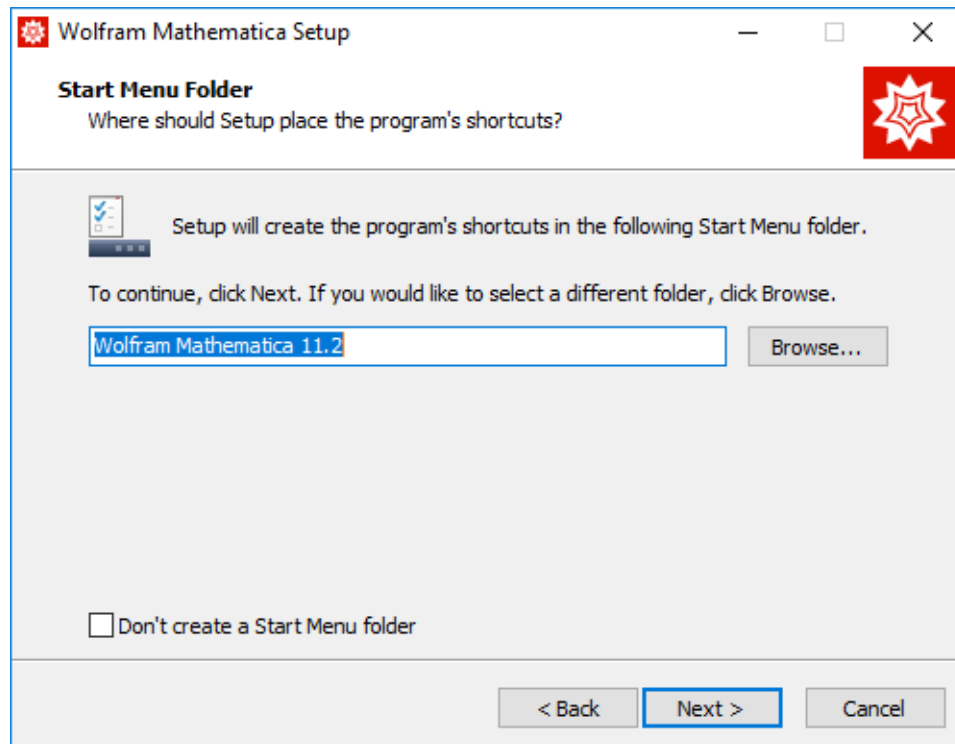 Wolfram Mathematica Setup
Start Menu Folder
Where should Setup place the program's shortcuts?
Setup will create the program's shortcuts in the following Start Menu folder.
To continue, click Next. If you would like to select a different folder, click Browse.
Wolfram Mathematica 11.2
Browse...
Don't create a Start Menu folder
< Back
Next >
Cancel